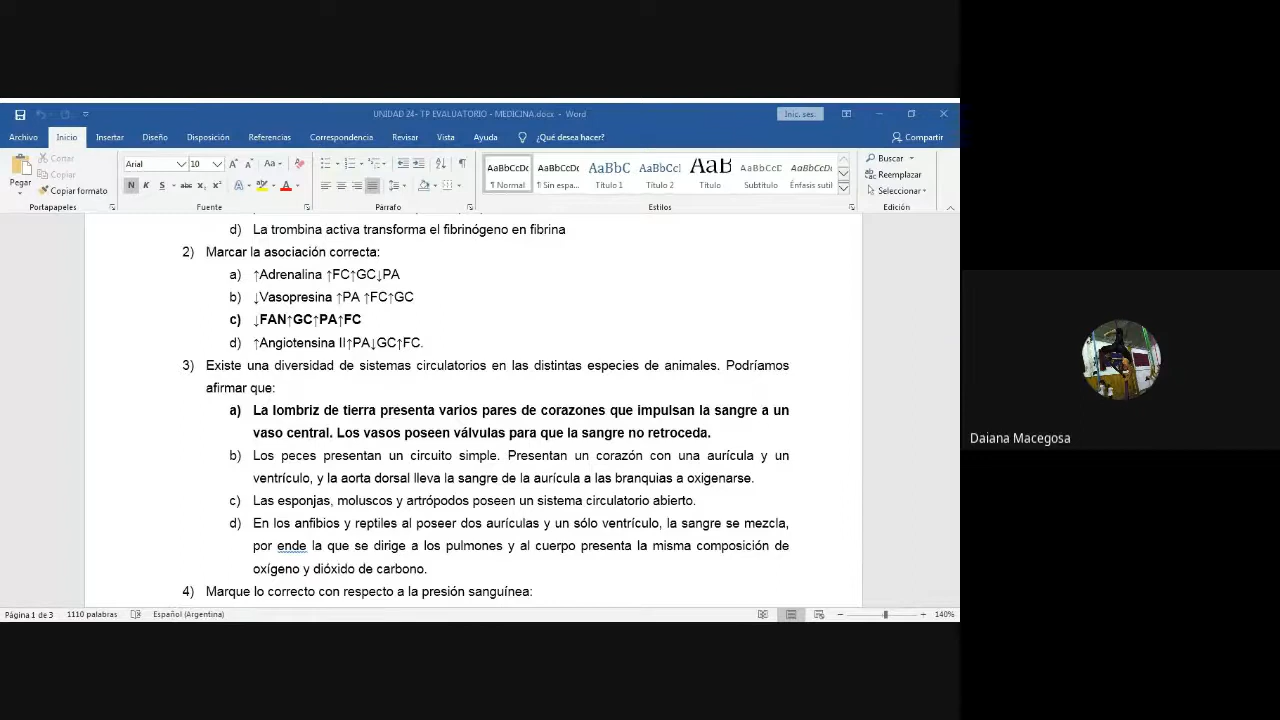 UNIDAD 24- TP EVALUATORIO - MEDICINA.docx - Word
Inic. ses.
Archivo Inicio Insertar Diseño Disposición Referencias Correspondencia Revisar Vista Ayuda ¿Qué desea hacer? Compartir
Pegar
Cortar
Copiar
Copiar formato
Portapapeles
Arial 10
N K S abc x₂ x² A A
Fuente
Párrafo
AaBbCcDc AaBbCcDc AaBbC AaBbCcI AaB AaBbCcD AaBbCcDc
¶ Normal ¶ Sin espa... Título 1 Título 2 Título Subtítulo Énfasis sutil
Estilos
Buscar
Reemplazar
Seleccionar
Edición
d) La trombina activa transforma el fibrinógeno en fibrina
2) Marcar la asociación correcta:
a) ↑Adrenalina ↑FC↑GC↓PA
b) ↓Vasopresina ↑PA ↑FC↑GC
c) ↓FAN↑GC↑PA↑FC
d) ↑Angiotensina II↑PA↓GC↑FC.
3) Existe una diversidad de sistemas circulatorios en las distintas especies de animales. Podríamos
afirmar que:
a) La lombriz de tierra presenta varios pares de corazones que impulsan la sangre a un
vaso central. Los vasos poseen válvulas para que la sangre no retroceda.
b) Los peces presentan un circuito simple. Presentan un corazón con una aurícula y un
ventrículo, y la aorta dorsal lleva la sangre de la aurícula a las branquias a oxigenarse.
c) Las esponjas, moluscos y artrópodos poseen un sistema circulatorio abierto.
d) En los anfibios y reptiles al poseer dos aurículas y un sólo ventrículo, la sangre se mezcla,
por ende la que se dirige a los pulmones y al cuerpo presenta la misma composición de
oxígeno y dióxido de carbono.
4) Marque lo correcto con respecto a la presión sanguínea:
Página 1 de 3 1110 palabras Español (Argentina) 140%
Daiana Macegosa